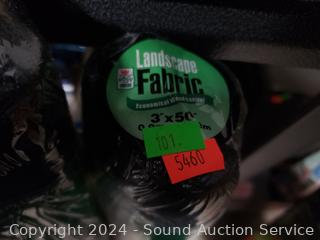 Landscape
Fabric
3'x50'
101.
5460
Copyright 2024 - Sound Auction Service